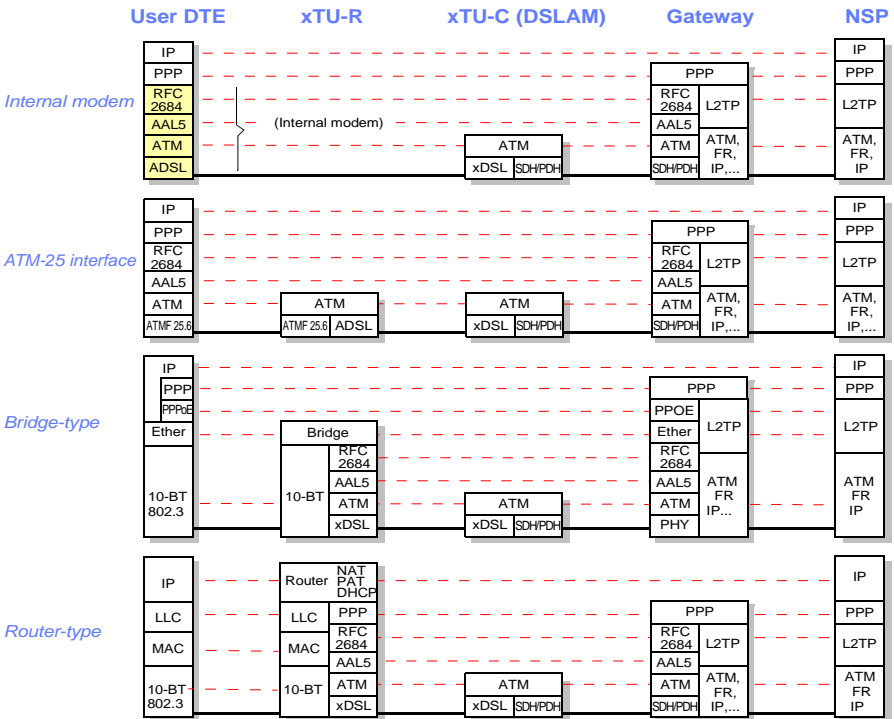 User DTE xTU-R xTU-C (DSLAM) Gateway NSP
Internal modem
IP
PPP
RFC
2684
AAL5
ATM
ADSL
(Internal modem)
ATM
xDSL SDH/PDH
PPP
RFC
2684
AAL5
ATM
SDH/PDH
L2TP
ATM,
FR,
IP,...
IP
PPP
L2TP
ATM,
FR,
IP
ATM-25 interface
IP
PPP
RFC
2684
AAL5
ATM
ATMF 25.6
ATM
ATMF 25.6 ADSL
ATM
xDSL SDH/PDH
PPP
RFC
2684
AAL5
ATM
SDH/PDH
L2TP
ATM,
FR,
IP,...
IP
PPP
L2TP
ATM,
FR,
IP,...
Bridge-type
IP
PPP
PPPoE
Ether
10-BT
802.3
Bridge
10-BT
RFC
2684
AAL5
ATM
xDSL
ATM
xDSL SDH/PDH
PPP
PPOE
Ether
RFC
2684
AAL5
ATM
PHY
L2TP
ATM
FR
IP...
IP
PPP
L2TP
ATM
FR
IP
Router-type
IP
LLC
MAC
10-BT
802.3
Router
NAT
PAT
DHCP
LLC
MAC
10-BT
PPP
RFC
2684
AAL5
ATM
xDSL
ATM
xDSL SDH/PDH
PPP
RFC
2684
AAL5
ATM
SDH/PDH
L2TP
ATM,
FR,
IP,...
IP
PPP
L2TP
ATM
FR
IP